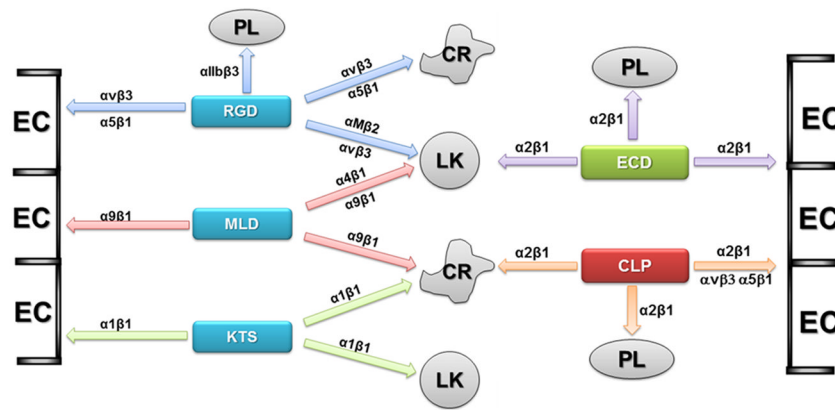 PL
CR
αIIbβ3
αvβ3
α5β1
EC
αvβ3
α5β1
RGD
αMβ2
αvβ3
LK
PL
α2β1
EC
α2β1
ECD
α2β1
EC
α9β1
MLD
α4β1
α9β1
α9β1
EC
CR
α2β1
CLP
α2β1
αvβ3 α5β1
EC
α1β1
KTS
α1β1
α1β1
LK
α2β1
PL
EC